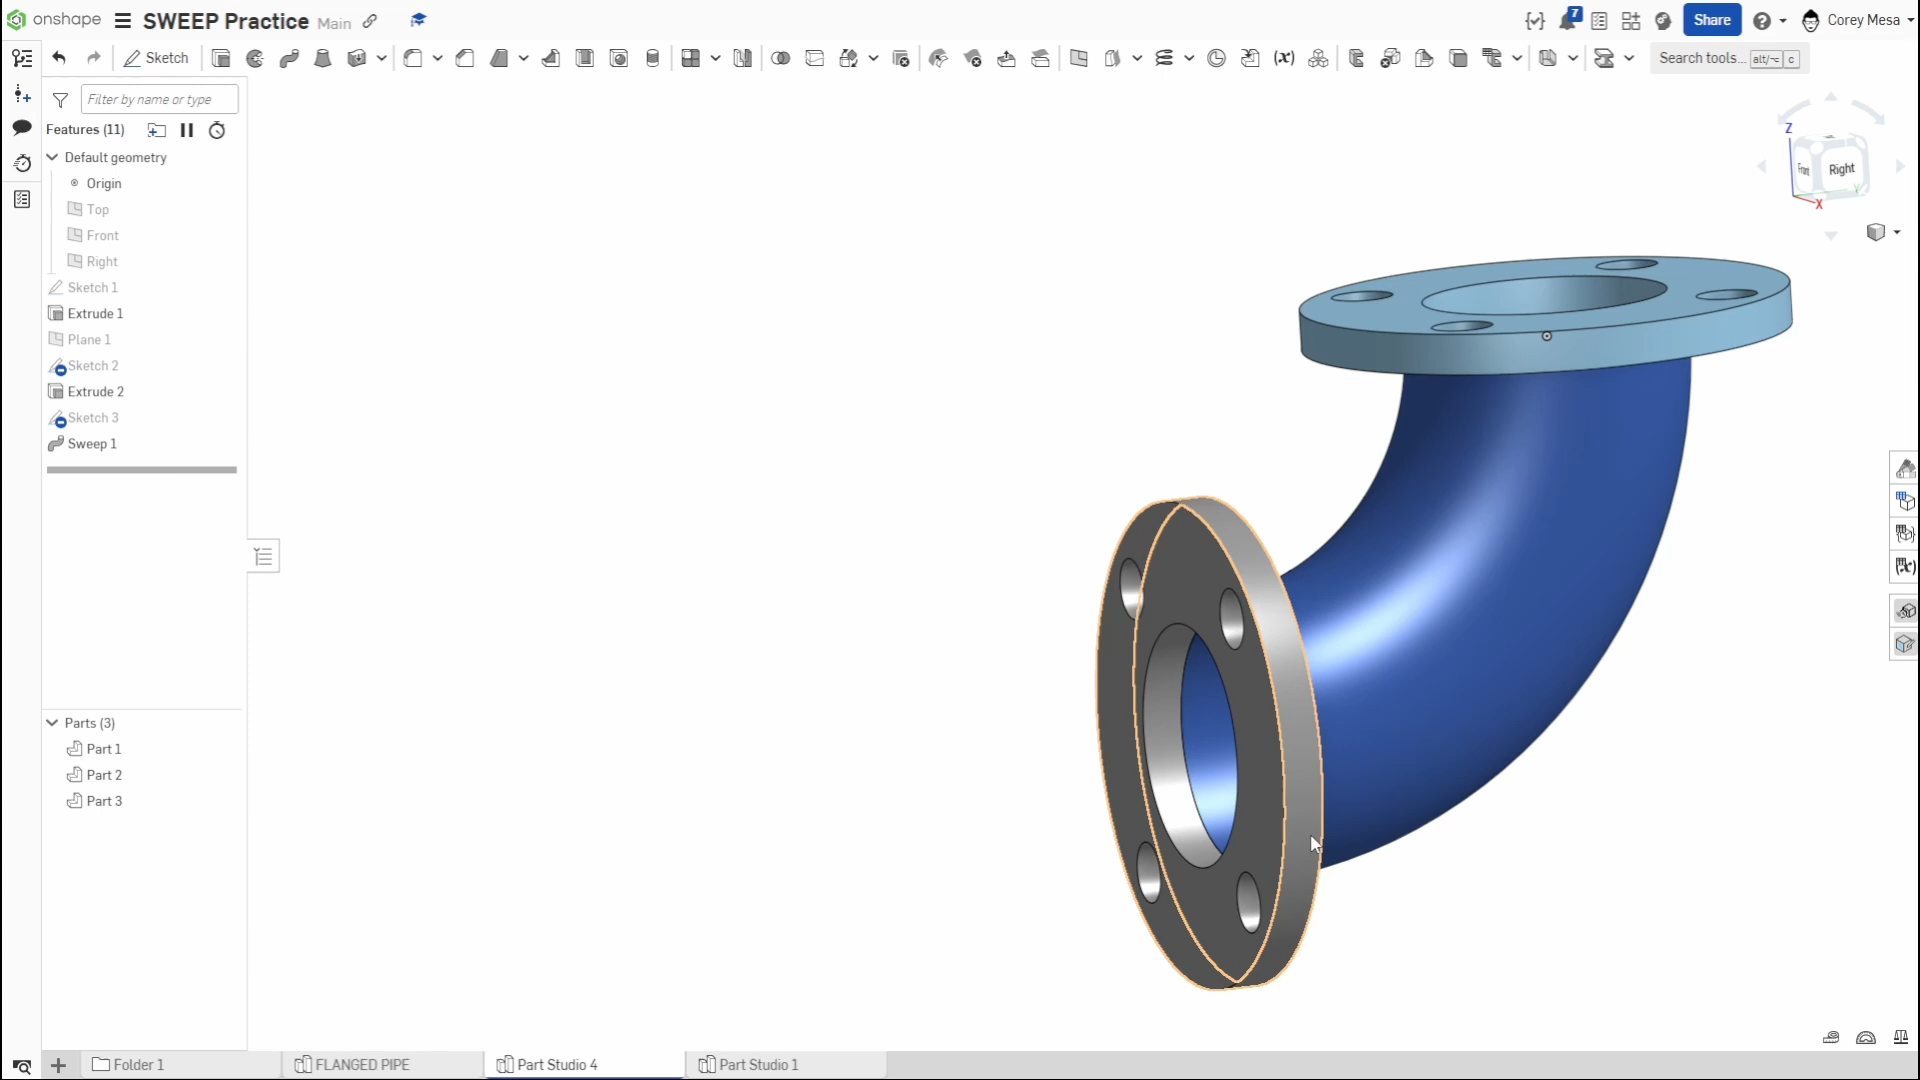 onshape SWEEP Practice Main 7 Share Corey Mesa
Sketch (x) Search tools... alt/⌥ c
Filter by name or type
Features (11)
Default geometry
Origin
Top
Front
Right
Sketch 1
Extrude 1
Plane 1
Sketch 2
Extrude 2
Sketch 3
Sweep 1
Parts (3)
Part 1
Part 2
Part 3
Z
Front Right
Y
X
(x)
Folder 1 FLANGED PIPE Part Studio 4 Part Studio 1